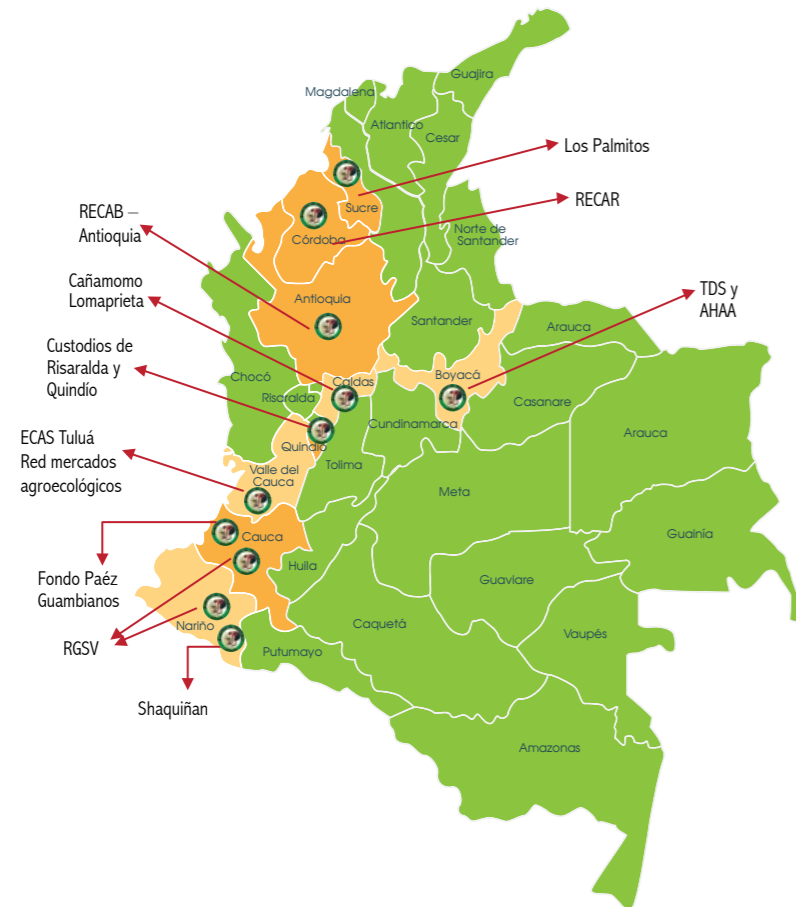 Guajira
Magdalena
Atlantico
Cesar
Los Palmitos
RECAB –
Antioquia
Sucre
RECAR
Córdoba
Norte de
Santander
Cañamomo
Lomaprieta
Antioquia
TDS y
AHAA
Santander
Arauca
Custodios de
Risaralda y
Quindío
Chocó
Caldas
Boyacá
Risaralda
Casanare
Cundinamarca
Arauca
ECAS Tuluá
Red mercados
agroecológicos
Quindio
Tolima
Valle del
Cauca
Meta
Cauca
Guainía
Huila
Fondo Paéz
Guambianos
Guaviare
Caquetá
Nariño
Vaupés
RGSV
Putumayo
Shaquiñan
Amazonas